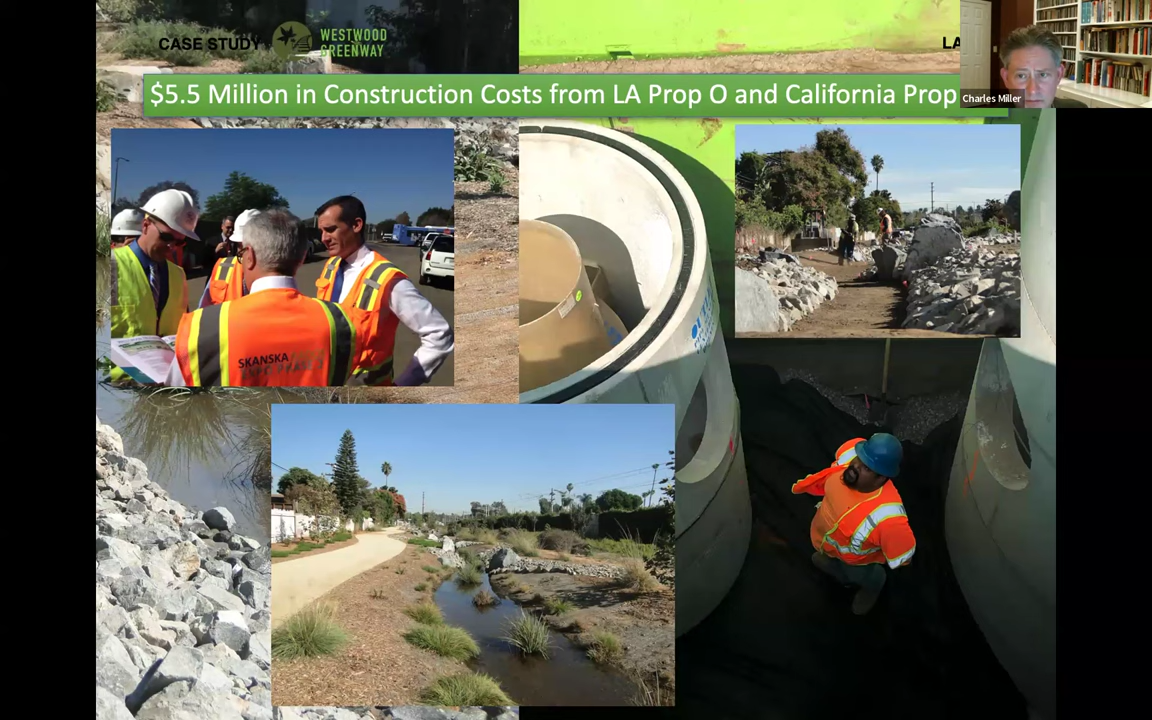 CASE STUDY
WESTWOOD
GREENWAY
LA
$5.5 Million in Construction Costs from LA Prop O and California Prop
Charles Miller
SKANSKA